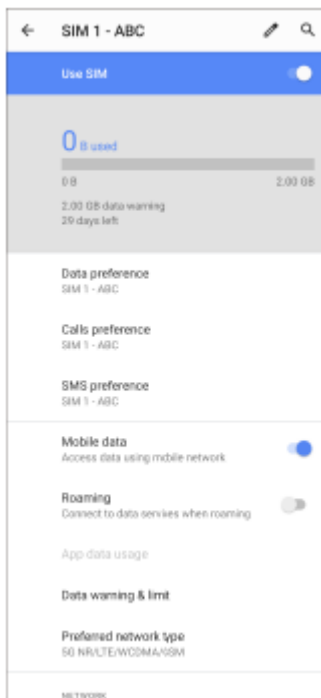 SIM 1 - ABC
Use SIM
0 B used
0 B 2.00 GB
2.00 GB data warning
29 days left
Data preference
SIM 1 - ABC
Calls preference
SIM 1 - ABC
SMS preference
SIM 1 - ABC
Mobile data
Access data using mobile network
Roaming
Connect to data services when roaming
App data usage
Data warning & limit
Preferred network type
5G NR/LTE/WCDMA/GSM
NETWORK